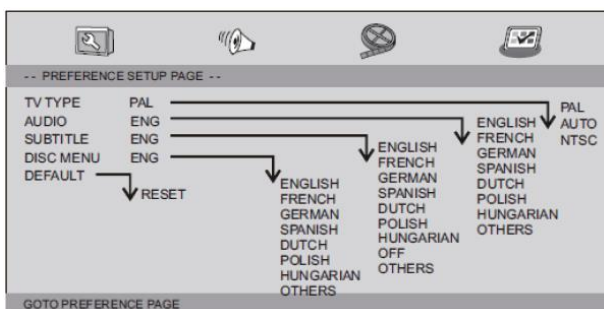 -- PREFERENCE SETUP PAGE --
TV TYPE PAL
AUDIO ENG
SUBTITLE ENG
DISC MENU ENG
DEFAULT
RESET
ENGLISH
FRENCH
GERMAN
SPANISH
DUTCH
POLISH
HUNGARIAN
OTHERS
ENGLISH
FRENCH
GERMAN
SPANISH
DUTCH
POLISH
HUNGARIAN
OFF
OTHERS
ENGLISH
FRENCH
GERMAN
SPANISH
DUTCH
POLISH
HUNGARIAN
OTHERS
PAL
AUTO
NTSC
GOTO PREFERENCE PAGE